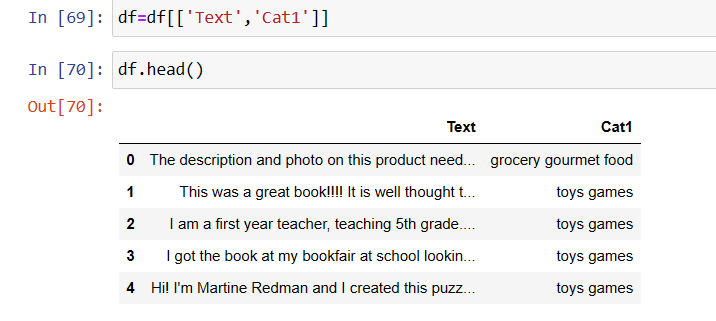 In [69]: df=df[['Text','Cat1']]
In [70]: df.head()
Out[70]:
Text Cat1
0 The description and photo on this product need... grocery gourmet food
1 This was a great book!!!! It is well thought t... toys games
2 I am a first year teacher, teaching 5th grade.... toys games
3 I got the book at my bookfair at school lookin... toys games
4 Hi! I'm Martine Redman and I created this puzz... toys games